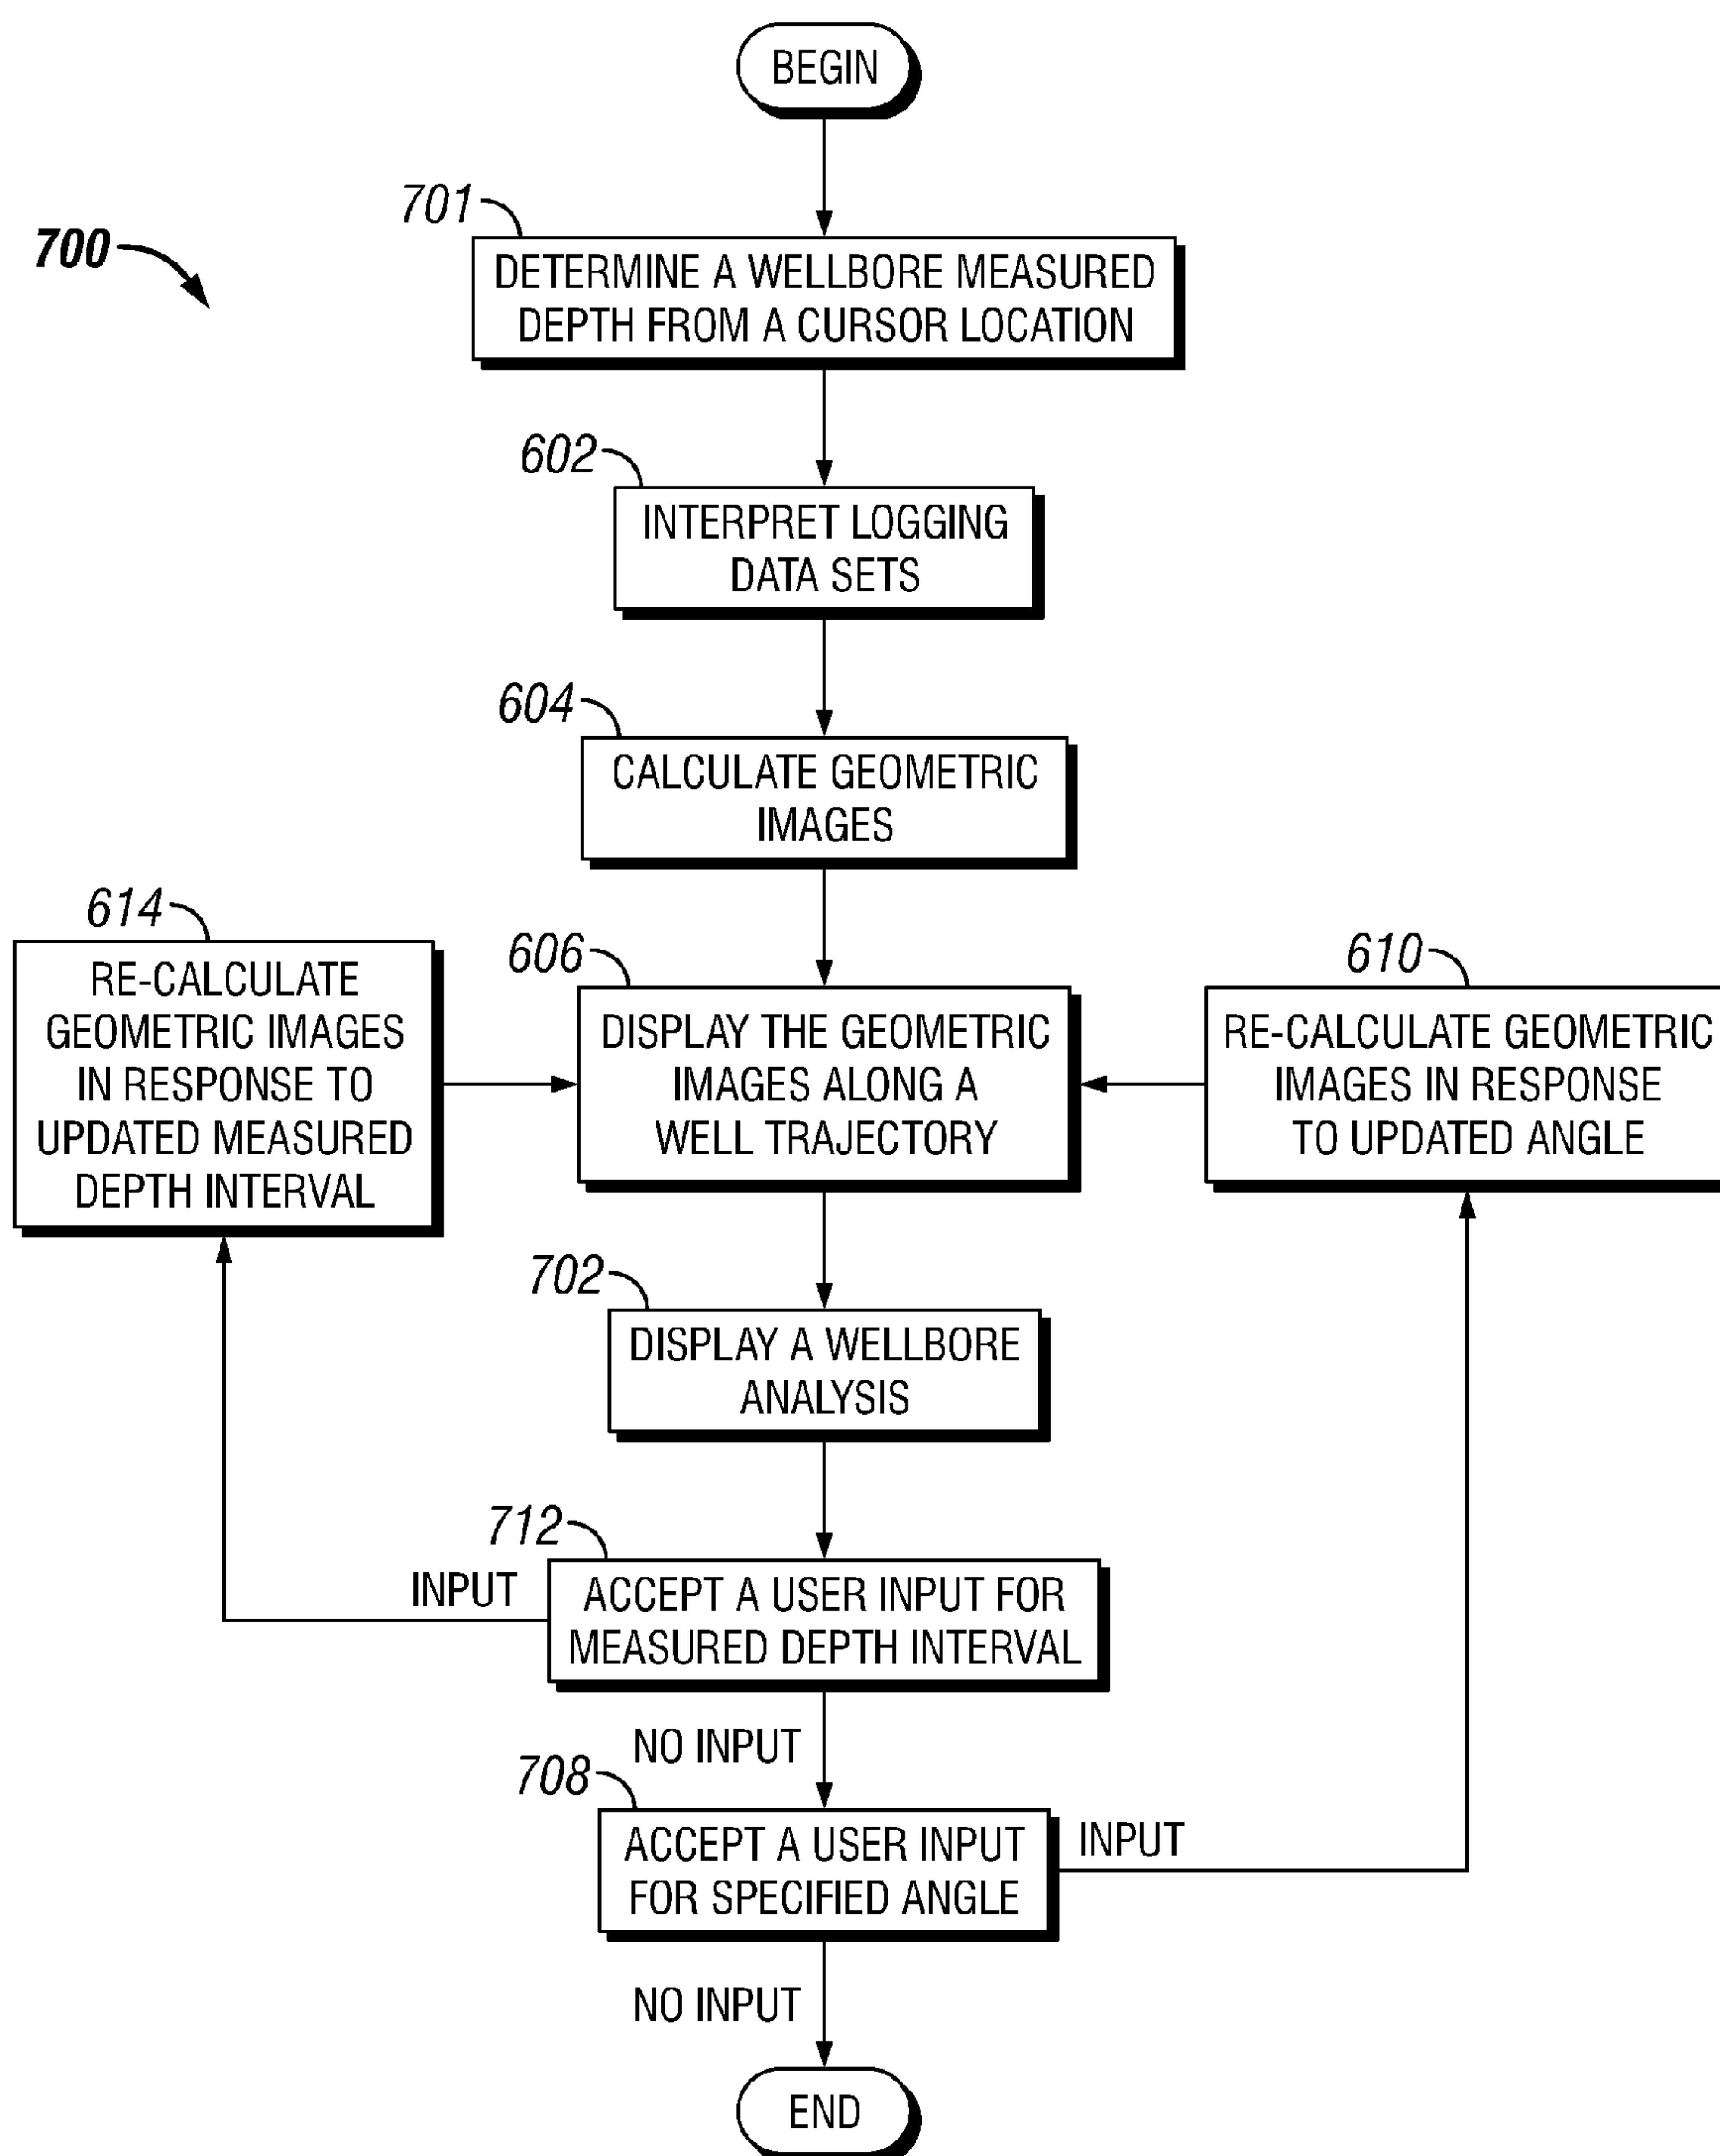 BEGIN
700
701
DETERMINE A WELLBORE MEASURED
DEPTH FROM A CURSOR LOCATION
602
INTERPRET LOGGING
DATA SETS
604
CALCULATE GEOMETRIC
IMAGES
614
RE-CALCULATE
GEOMETRIC IMAGES
IN RESPONSE TO
UPDATED MEASURED
DEPTH INTERVAL
606
DISPLAY THE GEOMETRIC
IMAGES ALONG A
WELL TRAJECTORY
610
RE-CALCULATE GEOMETRIC
IMAGES IN RESPONSE
TO UPDATED ANGLE
702
DISPLAY A WELLBORE
ANALYSIS
712
INPUT
ACCEPT A USER INPUT FOR
MEASURED DEPTH INTERVAL
NO INPUT
708
ACCEPT A USER INPUT
FOR SPECIFIED ANGLE
INPUT
NO INPUT
END